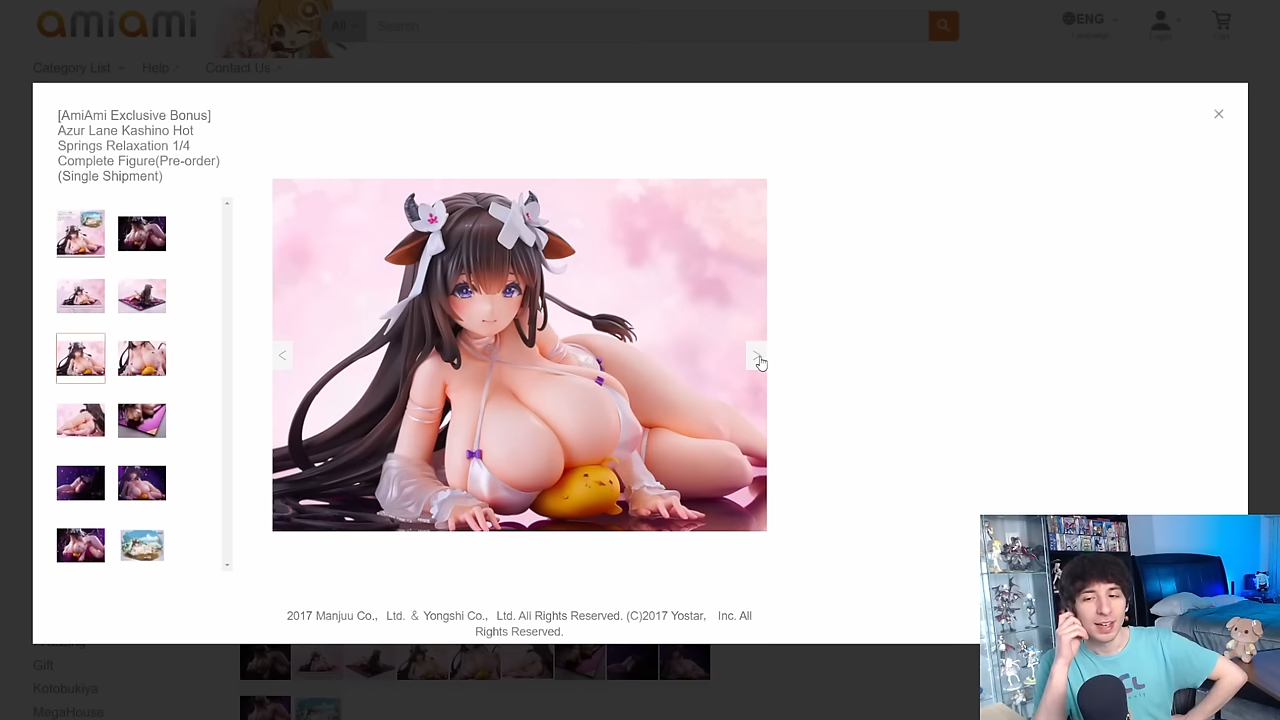 amiami
All
Search
ENG
Category List
Help
Contact Us
[AmiAmi Exclusive Bonus]
Azur Lane Kashino Hot
Springs Relaxation 1/4
Complete Figure(Pre-order)
(Single Shipment)
2017 Manjuu Co., Ltd. & Yongshi Co., Ltd. All Rights Reserved. (C)2017 Yostar, Inc. All
Rights Reserved.
Gift
Kotobukiya
MegaHouse